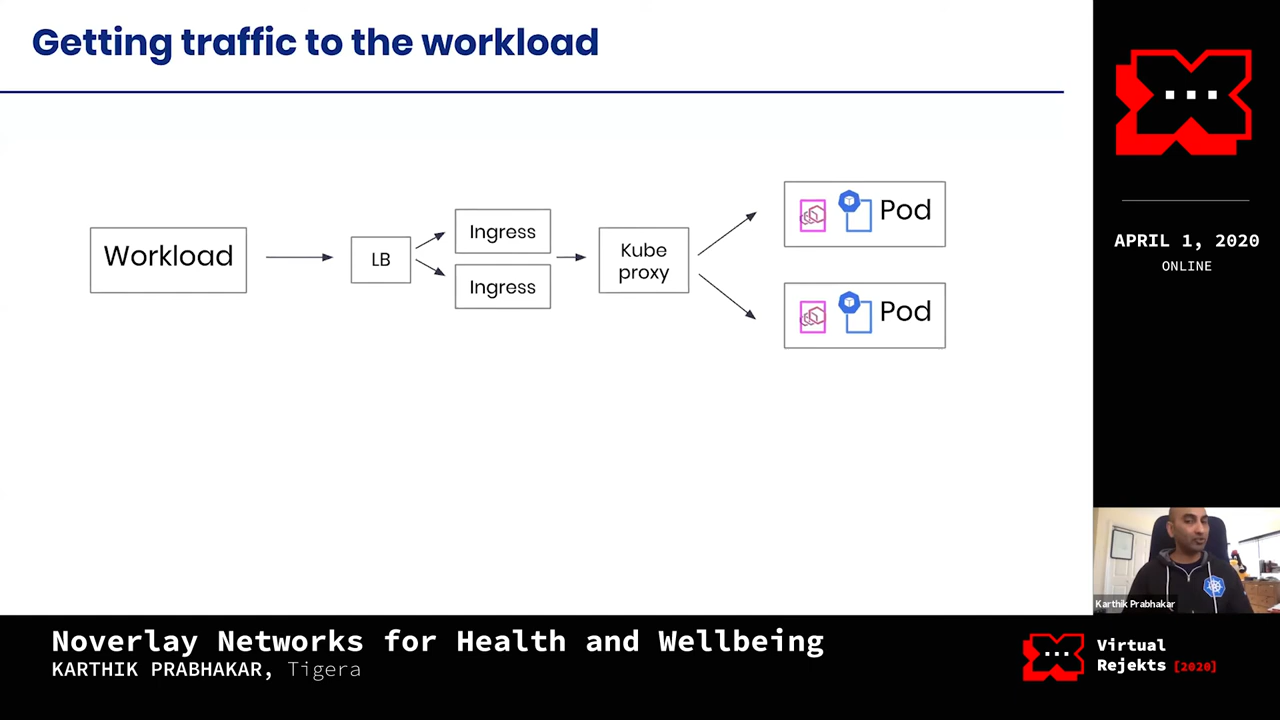 Getting traffic to the workload
Workload
LB
Ingress
Ingress
Kube
proxy
Pod
Pod
APRIL 1, 2020
ONLINE
Karthik Prabhakar
Noverlay Networks for Health and Wellbeing
KARTHIK PRABHAKAR, Tigera
Virtual
Rejekts [2020]